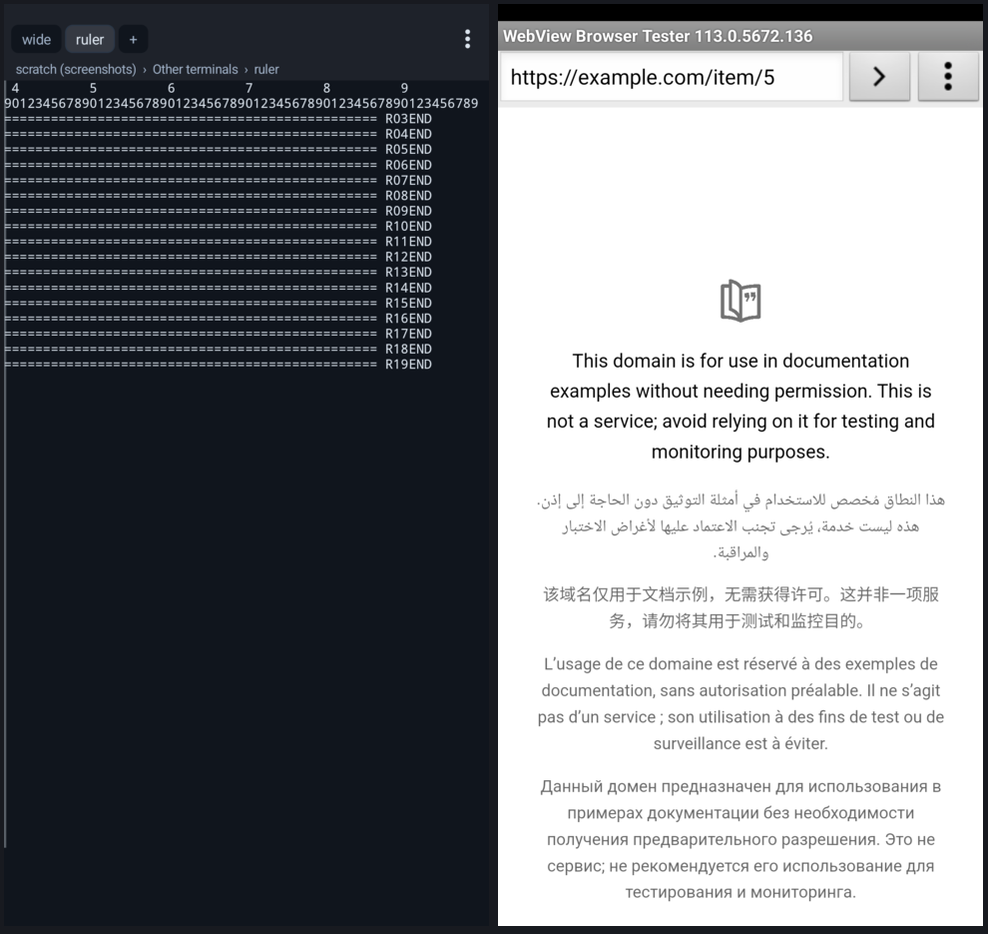 wide ruler +
scratch (screenshots) › Other terminals › ruler
4         5         6         7         8         9
9012345678901234567890123456789012345678901234567890123456789
================================================ R03END
================================================ R04END
================================================ R05END
================================================ R06END
================================================ R07END
================================================ R08END
================================================ R09END
================================================ R10END
================================================ R11END
================================================ R12END
================================================ R13END
================================================ R14END
================================================ R15END
================================================ R16END
================================================ R17END
================================================ R18END
================================================ R19END
WebView Browser Tester 113.0.5672.136
https://example.com/item/5
This domain is for use in documentation
examples without needing permission. This is
not a service; avoid relying on it for testing and
monitoring purposes.
هذا النطاق مُخصص للاستخدام في أمثلة التوثيق دون الحاجة إلى إذن.
هذه ليست خدمة، يُرجى تجنب الاعتماد عليها لأغراض الاختبار
والمراقبة.
该域名仅用于文档示例，无需获得许可。这并非一项服
务，请勿将其用于测试和监控目的。
L’usage de ce domaine est réservé à des exemples de
documentation, sans autorisation préalable. Il ne s’agit
pas d’un service ; son utilisation à des fins de test ou de
surveillance est à éviter.
Данный домен предназначен для использования в
примерах документации без необходимости
получения предварительного разрешения. Это не
сервис; не рекомендуется его использование для
тестирования и мониторинга.